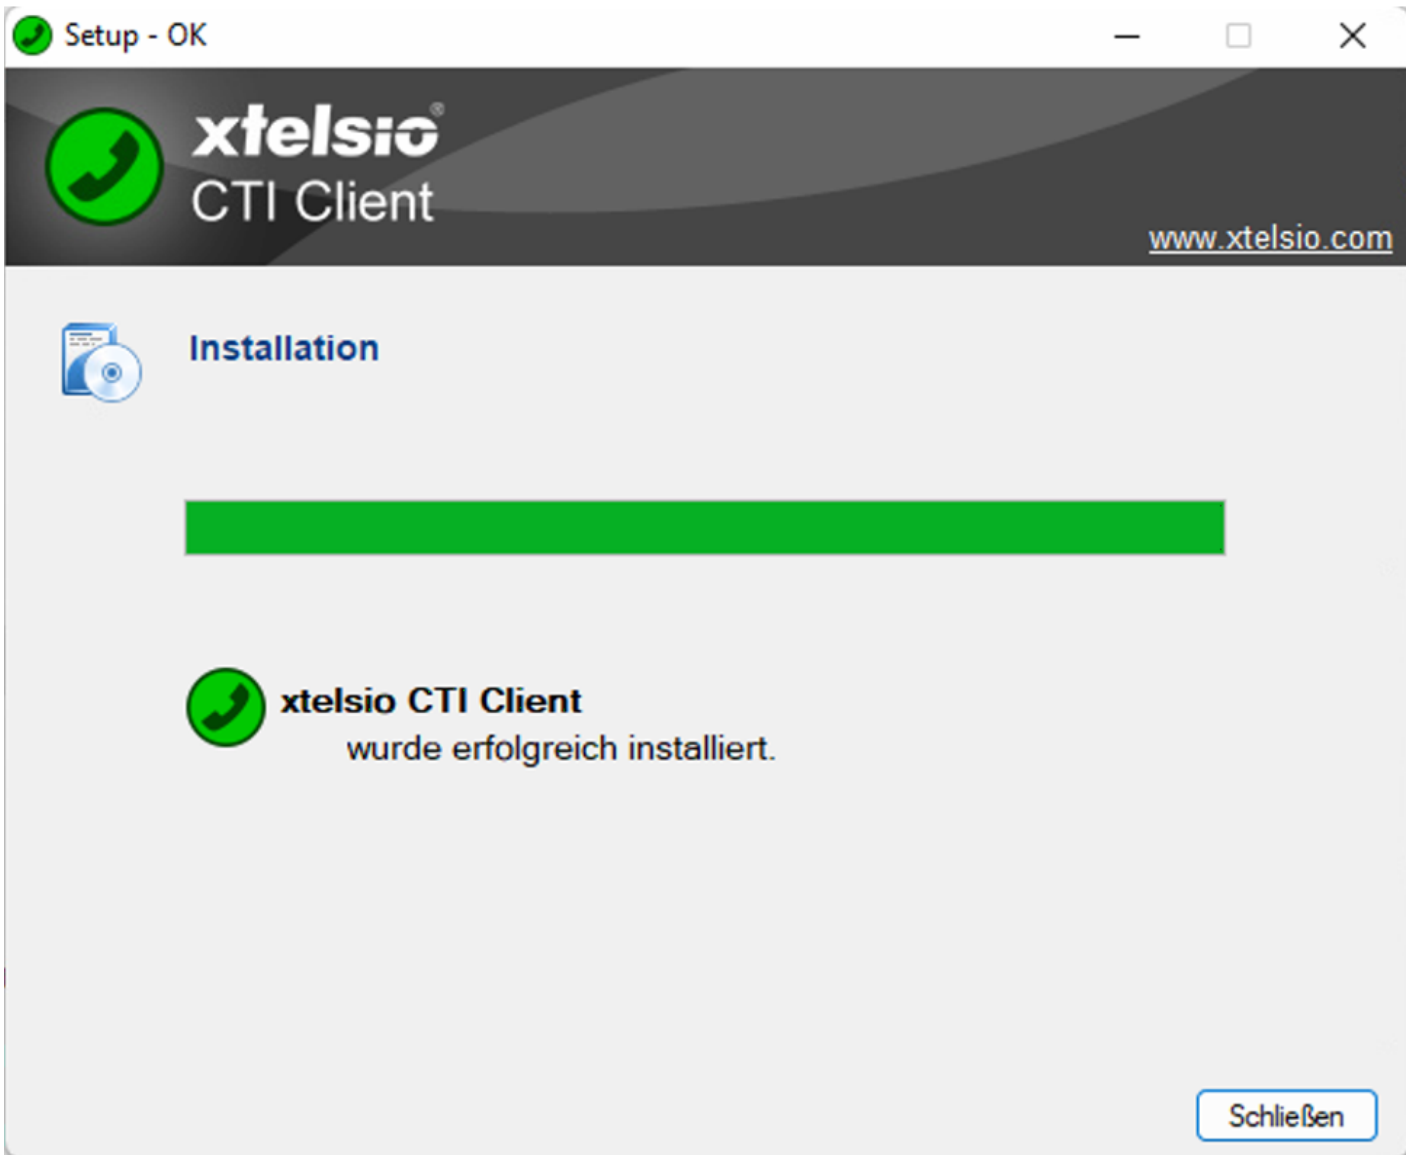 Setup - OK
xtelsio®
CTI Client
www.xtelsio.com
Installation
xtelsio CTI Client
wurde erfolgreich installiert.
Schließen